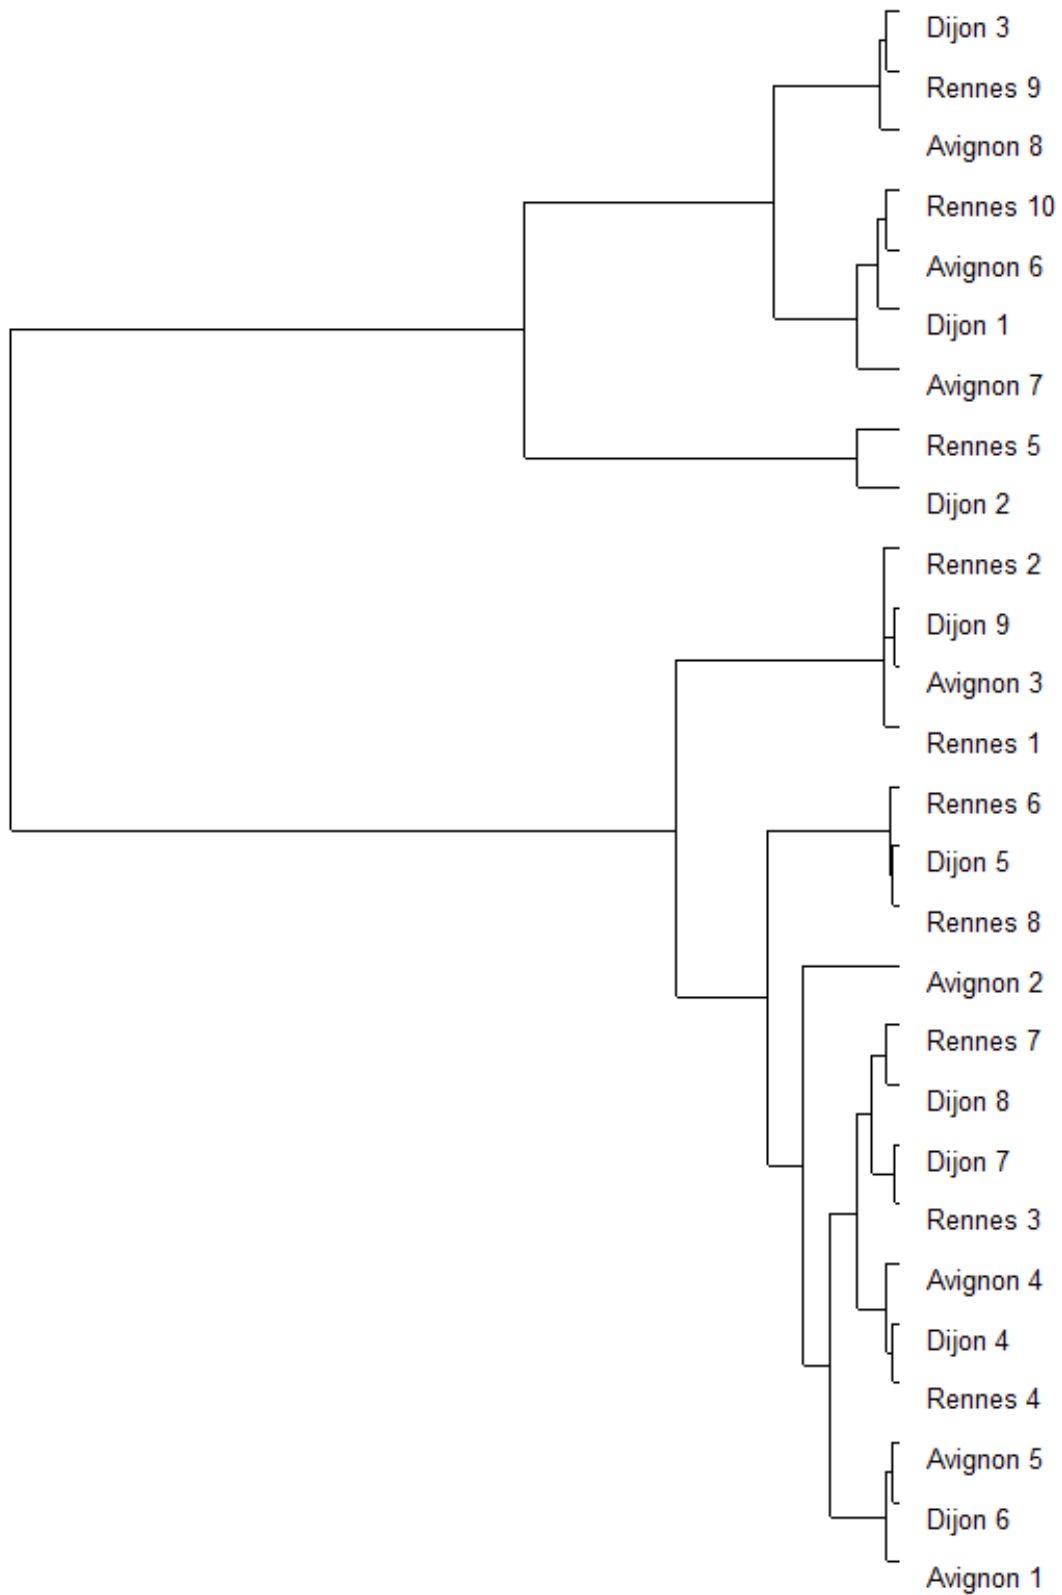 Dijon 3
Rennes 9
Avignon 8
Rennes 10
Avignon 6
Dijon 1
Avignon 7
Rennes 5
Dijon 2
Rennes 2
Dijon 9
Avignon 3
Rennes 1
Rennes 6
Dijon 5
Rennes 8
Avignon 2
Rennes 7
Dijon 8
Dijon 7
Rennes 3
Avignon 4
Dijon 4
Rennes 4
Avignon 5
Dijon 6
Avignon 1